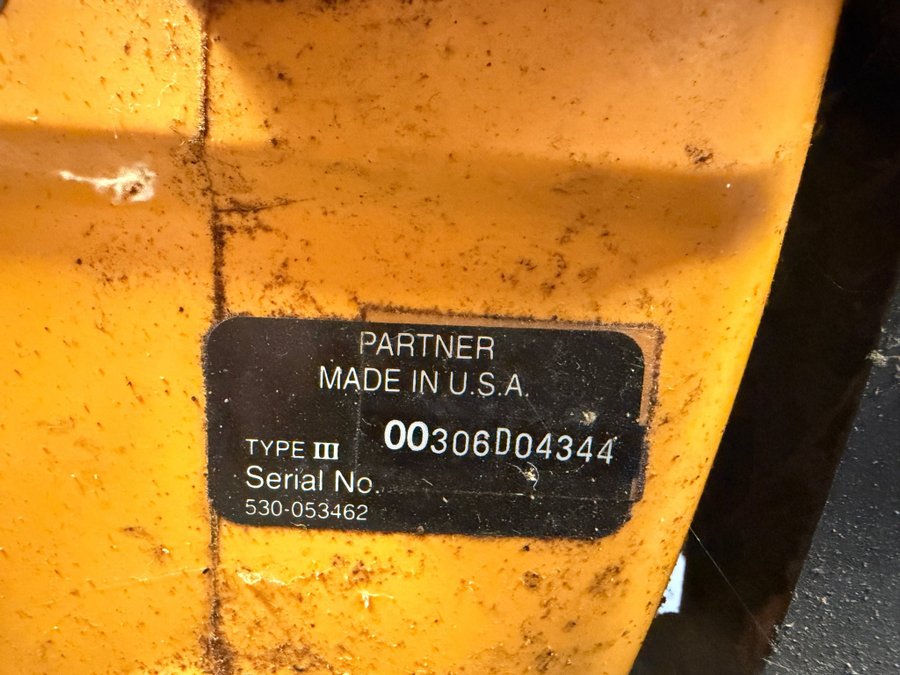 PARTNER
MADE IN U.S.A.
TYPE III 00306D04344
Serial No.
530-053462